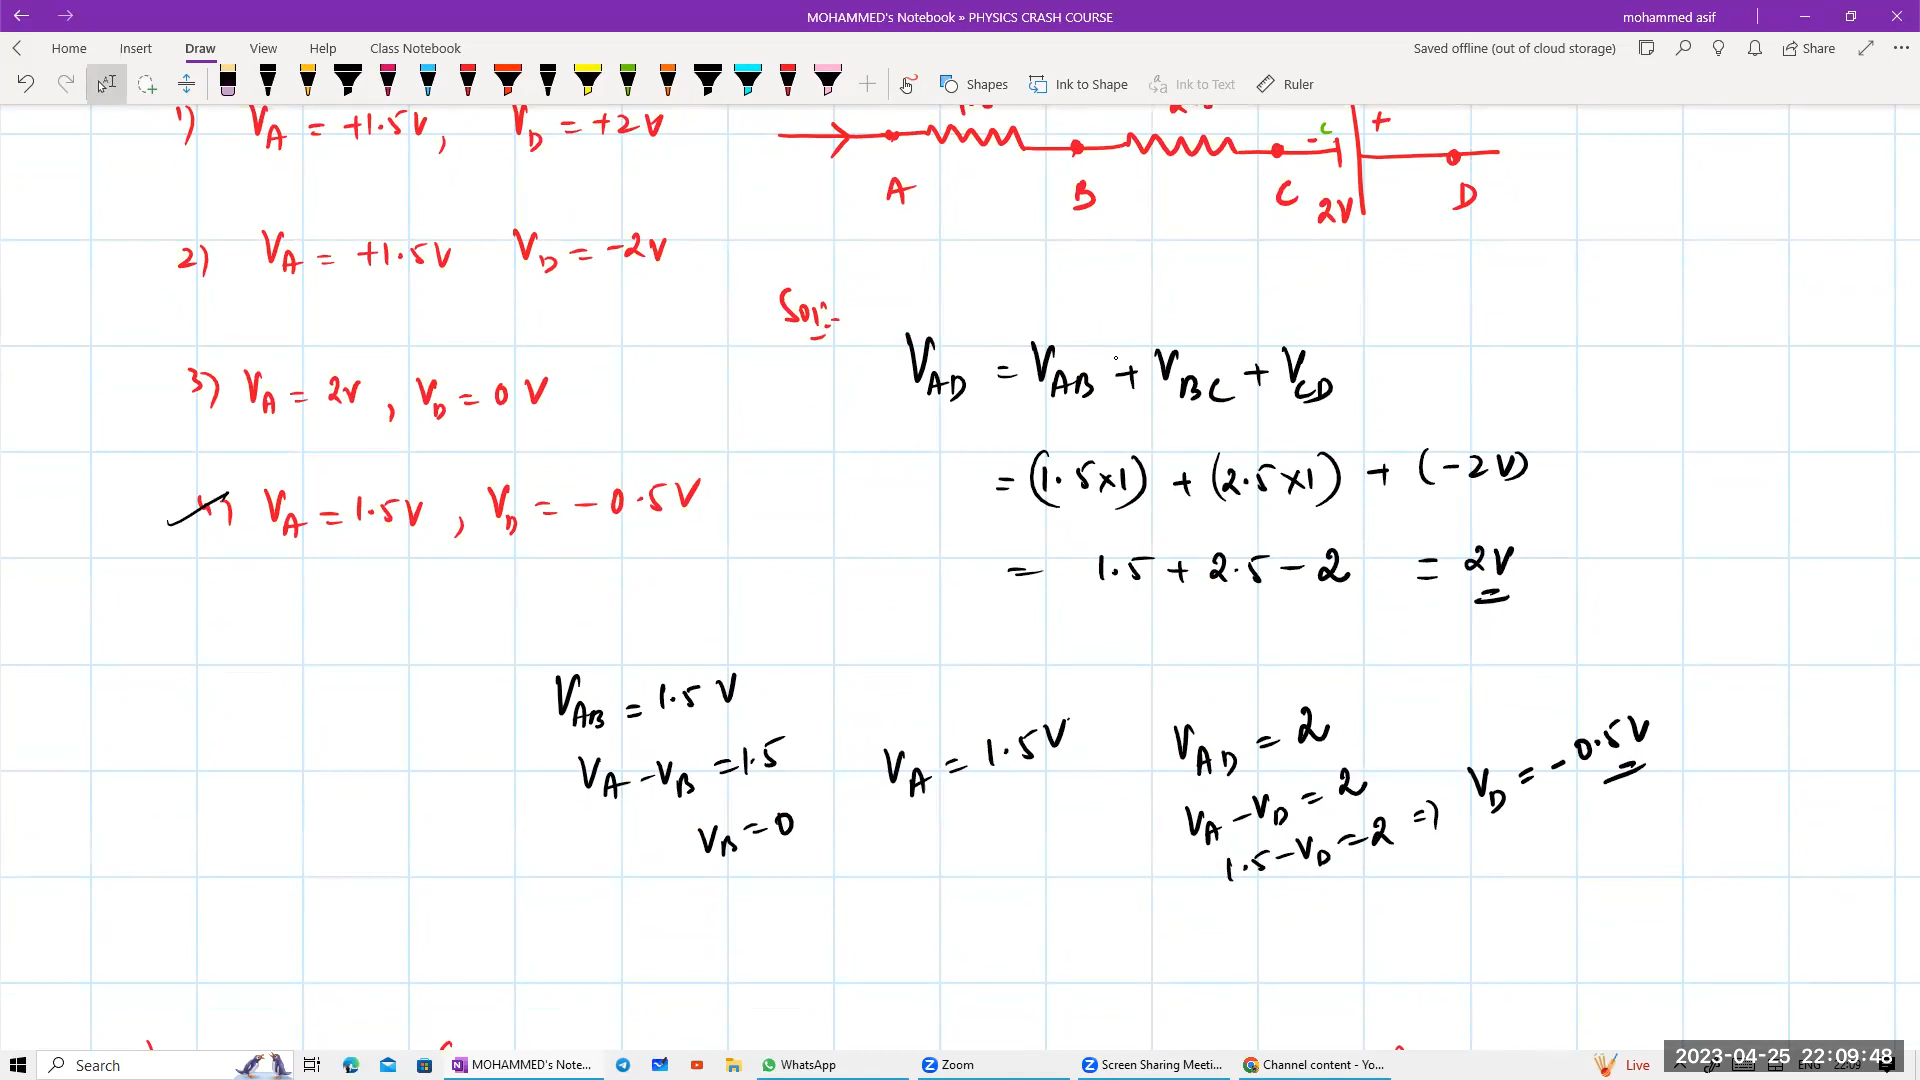 MOHAMMED's Notebook » PHYSICS CRASH COURSE
mohammed asif
Home Insert Draw View Help Class Notebook
Saved offline (out of cloud storage)
Share
Shapes
Ink to Shape
Ink to Text
Ruler
1) V_A = +1.5V, V_D = +2V
2) V_A = +1.5V V_D = -2V
3) V_A = 2V, V_D = 0V
V_A = 1.5V, V_D = -0.5V
- c +
A B C 2V D
Sol:-
V_AD = V_AB + V_BC + V_CD
= (1.5×1) + (2.5×1) + (-2V)
= 1.5 + 2.5 - 2 = 2V
V_AB = 1.5 V
V_A - V_B = 1.5
V_B = 0
V_A = 1.5V
V_AD = 2
V_A - V_D = 2
1.5 - V_D = 2 => V_D = -0.5V
Search
MOHAMMED's Note...
WhatsApp
Zoom
Screen Sharing Meeti...
Channel content - Yo...
Live
2023-04-25 22:09:48